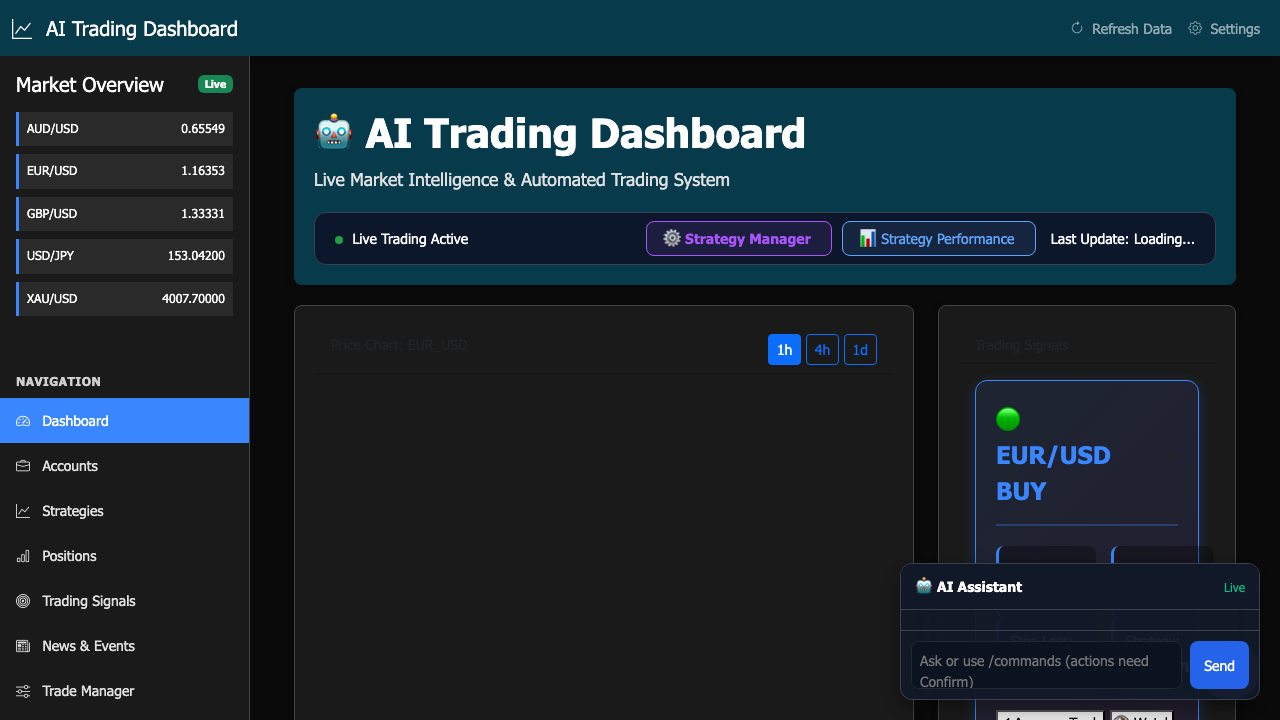 AI Trading Dashboard
Refresh Data
Settings
Market Overview
Live
AUD/USD 0.65549
EUR/USD 1.16353
GBP/USD 1.33331
USD/JPY 153.04200
XAU/USD 4007.70000
NAVIGATION
Dashboard
Accounts
Strategies
Positions
Trading Signals
News & Events
Trade Manager
AI Trading Dashboard
Live Market Intelligence & Automated Trading System
Live Trading Active
Strategy Manager
Strategy Performance
Last Update: Loading...
Price Chart: EUR_USD
1h 4h 1d
Trading Signals
EUR/USD
BUY
AI Assistant
Live
Stop Loss
Strategy
Ask or use /commands (actions need
Confirm)
Send